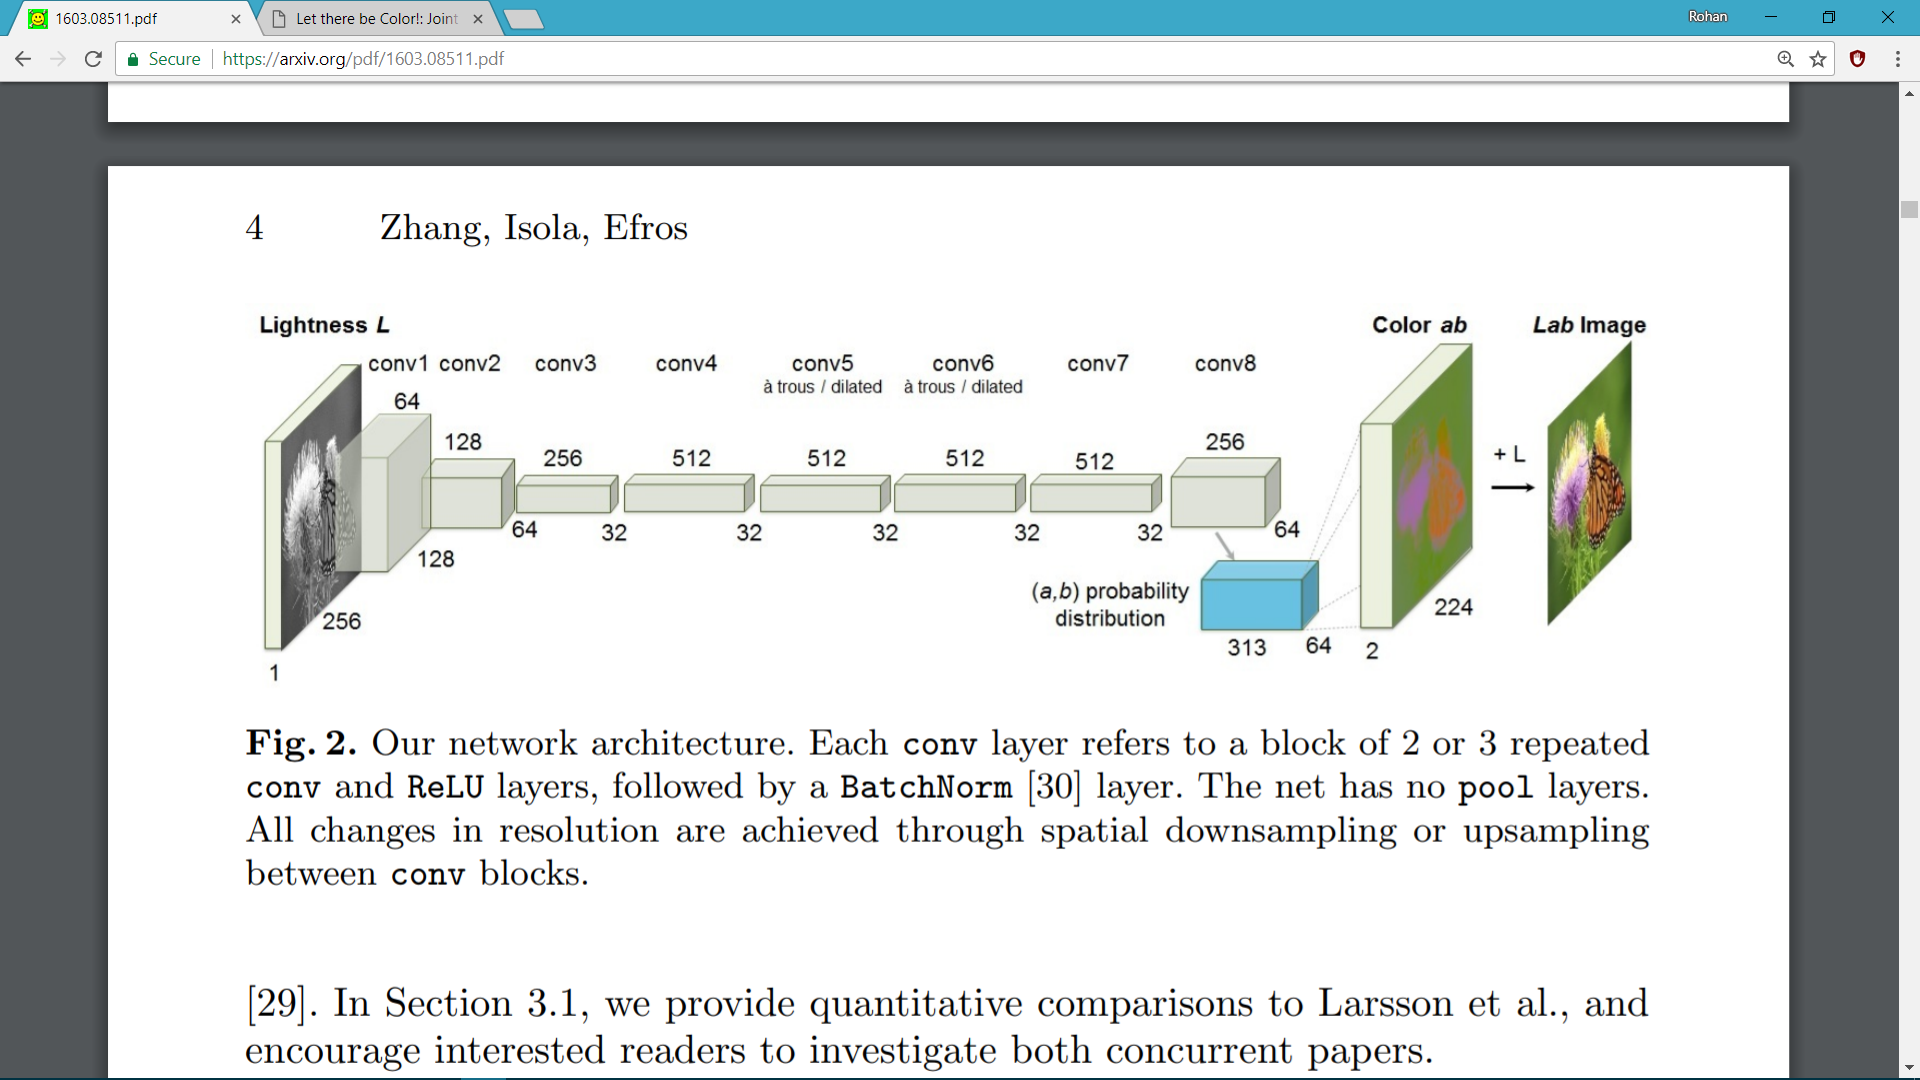 1603.08511.pdf
Let there be Color!: Joint
Rohan
Secure
https://arxiv.org/pdf/1603.08511.pdf
4 Zhang, Isola, Efros
Lightness L
Color ab
Lab Image
conv1 conv2 conv3 conv4 conv5 conv6 conv7 conv8
à trous / dilated à trous / dilated
64
128
256
512
512
512
512
256
+ L
64
32
32
32
32
32
64
128
256
1
(a,b) probability
distribution
313
64
2
224
Fig. 2. Our network architecture. Each conv layer refers to a block of 2 or 3 repeated
conv and ReLU layers, followed by a BatchNorm [30] layer. The net has no pool layers.
All changes in resolution are achieved through spatial downsampling or upsampling
between conv blocks.
[29]. In Section 3.1, we provide quantitative comparisons to Larsson et al., and
encourage interested readers to investigate both concurrent papers.